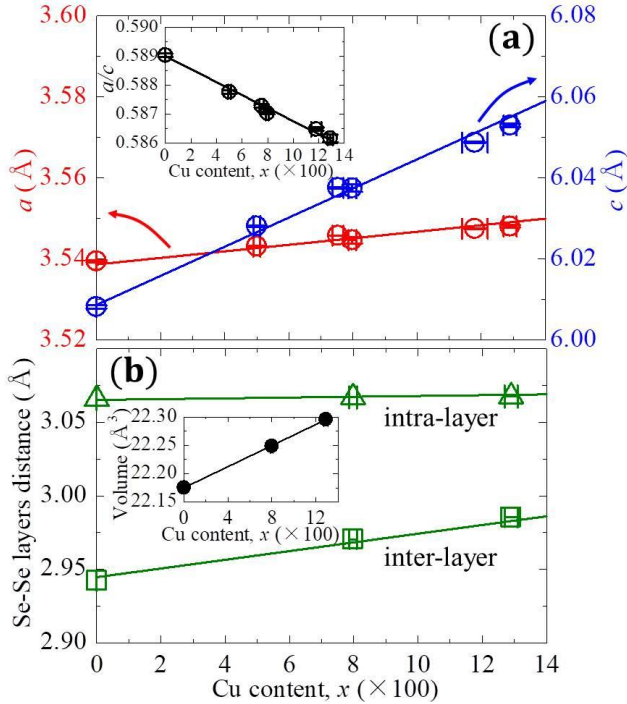 3.60
3.58
3.56
3.54
3.52
a (Å)
6.08
6.06
6.04
6.02
6.00
c (Å)
(a)
0.590
0.589
0.588
0.587
0.586
a/c
0 2 4 6 8 10 12 14
Cu content, x (×100)
(b)
3.05
3.00
2.95
2.90
Se-Se layers distance (Å)
intra-layer
22.30
22.25
22.20
22.15
Volume (Å³)
0 4 8 12
Cu content, x (×100)
inter-layer
0 2 4 6 8 10 12 14
Cu content, x (×100)